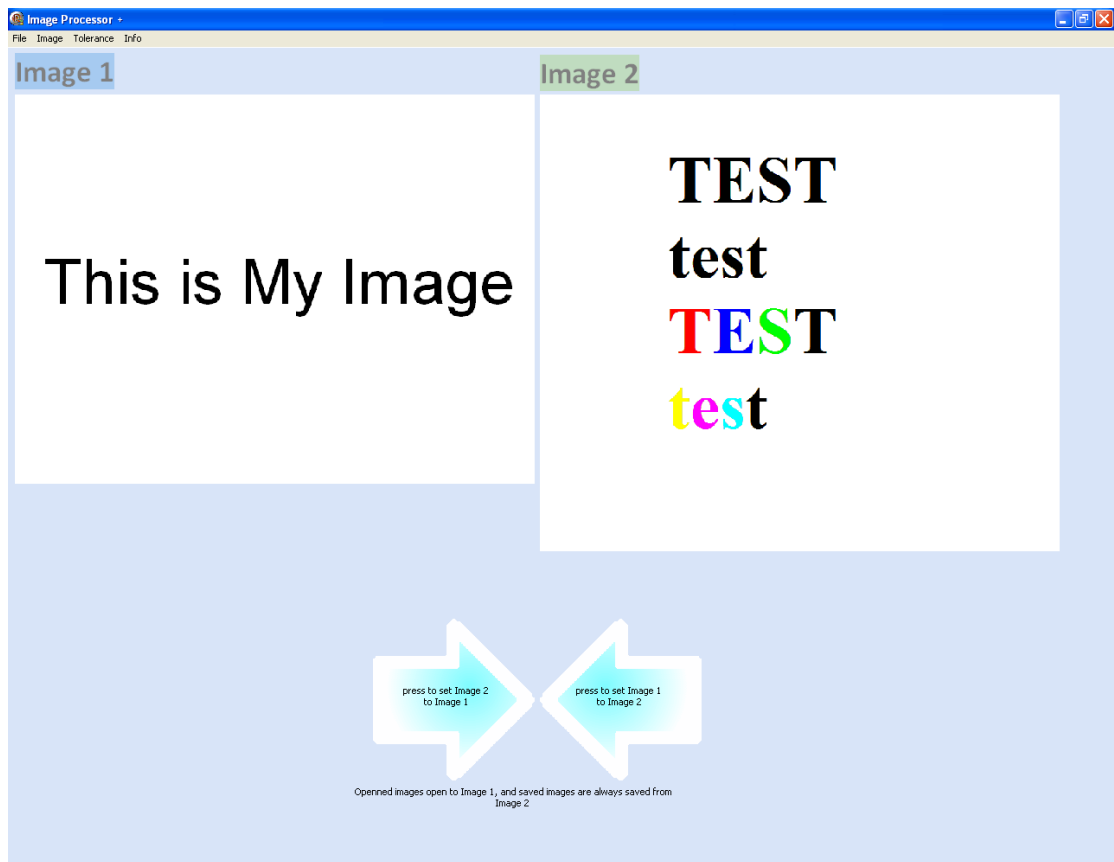 Image Processor +
File Image Tolerance Info
Image 1
Image 2
This is My Image
TEST
test
TEST
test
press to set Image 2
to Image 1
press to set Image 1
to Image 2
Openned images open to Image 1, and saved images are always saved from
Image 2